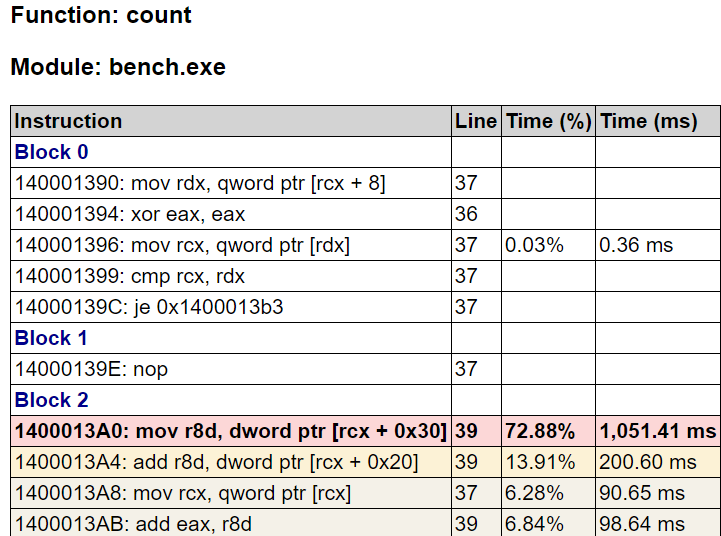 Function: count
Module: bench.exe
Instruction Line Time (%) Time (ms)
Block 0
140001390: mov rdx, qword ptr [rcx + 8] 37
140001394: xor eax, eax 36
140001396: mov rcx, qword ptr [rdx] 37 0.03% 0.36 ms
140001399: cmp rcx, rdx 37
14000139C: je 0x1400013b3 37
Block 1
14000139E: nop 37
Block 2
1400013A0: mov r8d, dword ptr [rcx + 0x30] 39 72.88% 1,051.41 ms
1400013A4: add r8d, dword ptr [rcx + 0x20] 39 13.91% 200.60 ms
1400013A8: mov rcx, qword ptr [rcx] 37 6.28% 90.65 ms
1400013AB: add eax, r8d 39 6.84% 98.64 ms